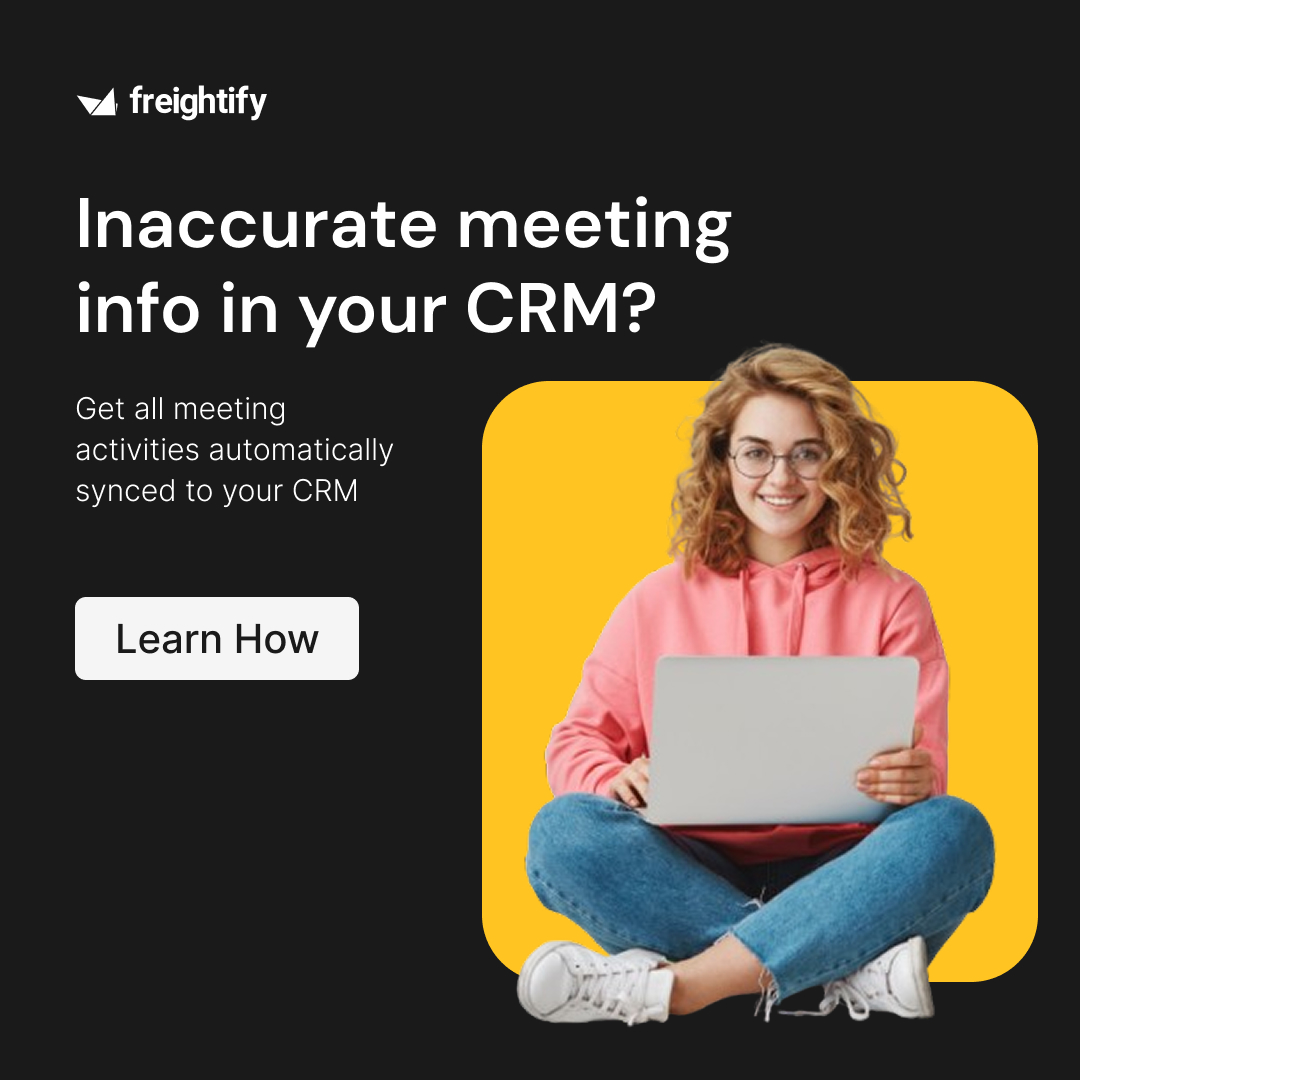 freightify
Inaccurate meeting
info in your CRM?
Get all meeting
activities automatically
synced to your CRM
Learn How